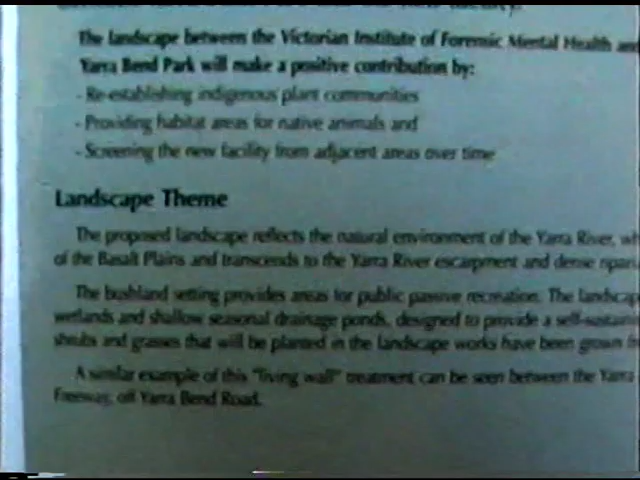 The landscape between the Victorian Institute of Forensic Mental Health an
Yarra Bend Park will make a positive contribution by:
- Re-establishing indigenous plant communities
- Providing habitat areas for native animals and
- Screening the new facility from adjacent areas over time
Landscape Theme
The proposed landscape reflects the natural environment of the Yarra River, wh
of the Basalt Plains and transcends to the Yarra River escarpment and dense ripari
The bushland setting provides areas for public passive recreation. The landscap
wetlands and shallow seasonal drainage ponds, designed to provide a self-sustain
shrubs and grasses that will be planted in the landscape works have been grown fr
A similar example of this "living wall" treatment can be seen between the Yarra
Freeway, off Yarra Bend Road.